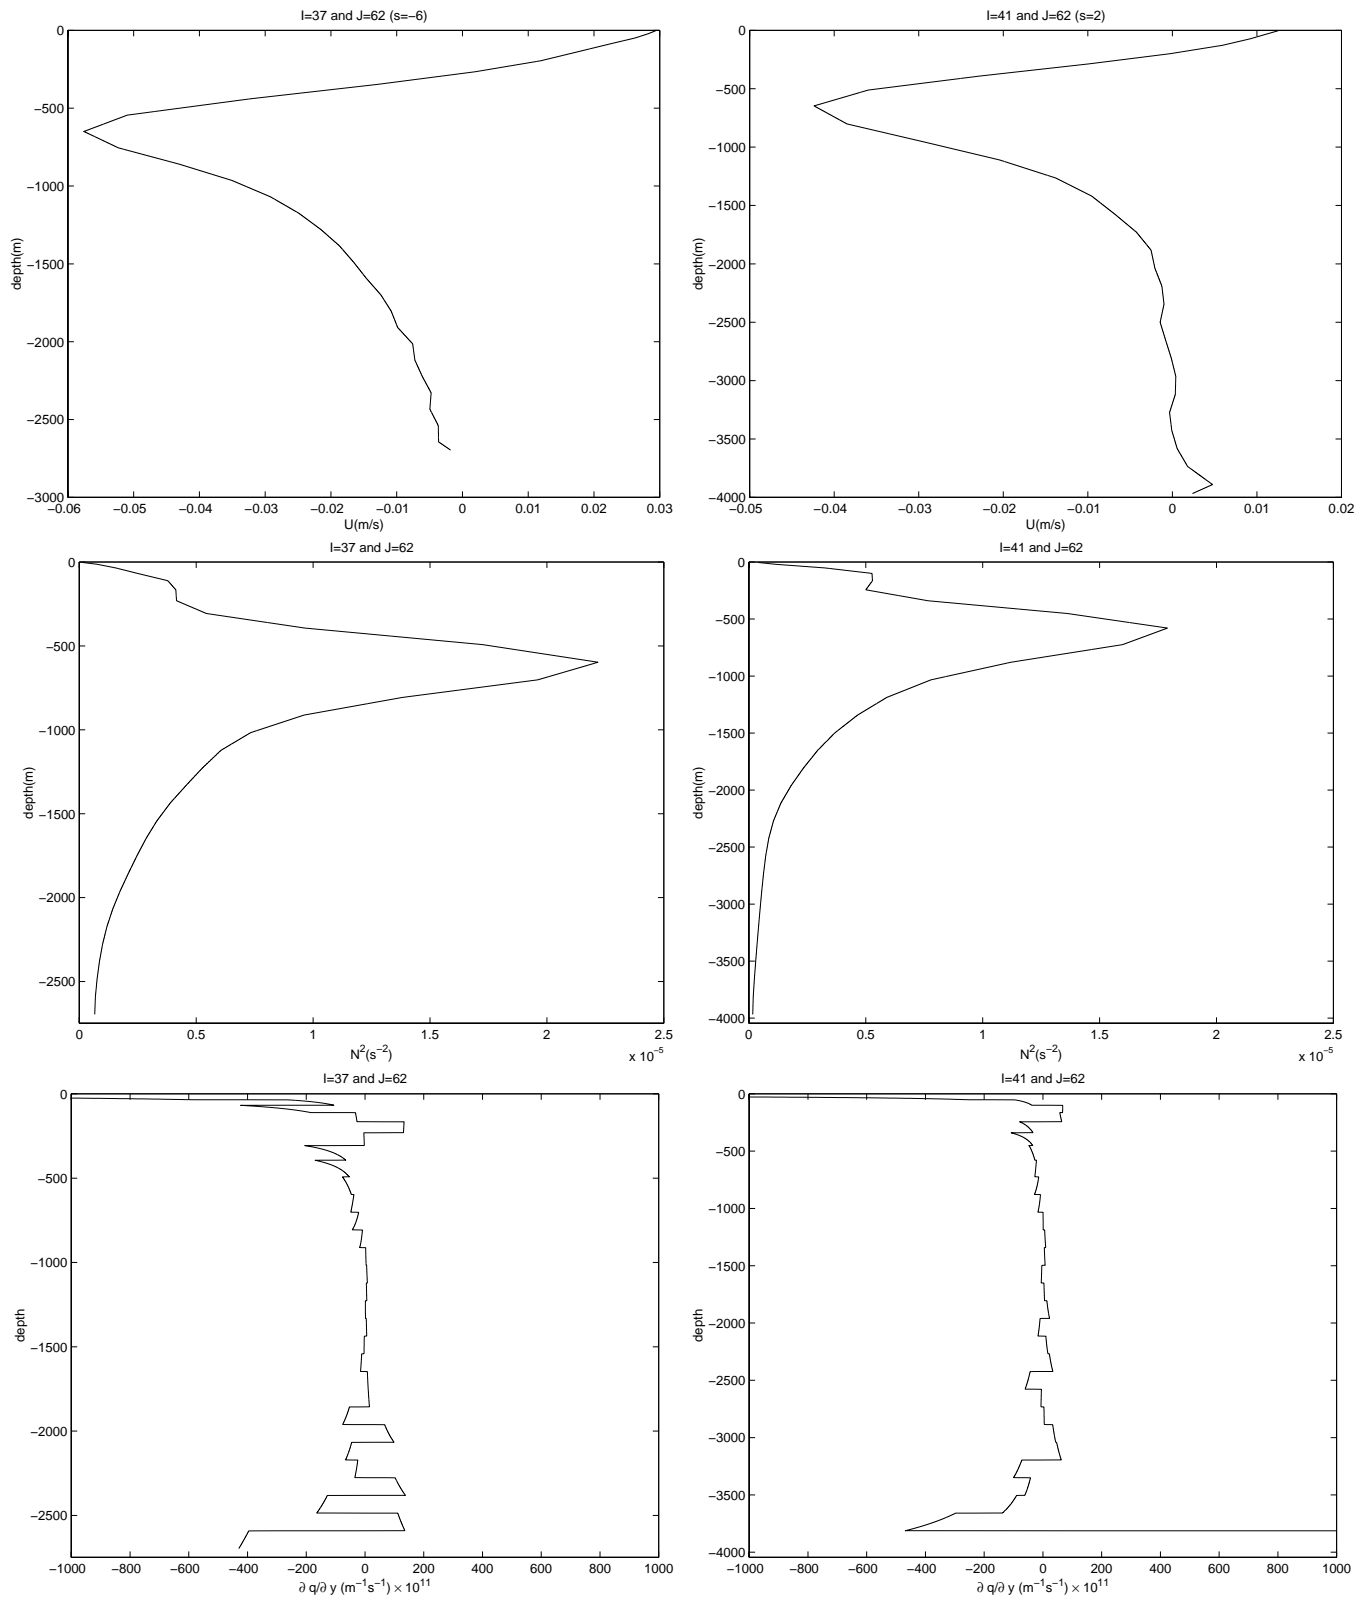 I=37 and J=62 (s=−6)
0
−500
−1000
−1500
−2000
−2500
−3000
depth(m)
−0.06 −0.05 −0.04 −0.03 −0.02 −0.01 0 0.01 0.02 0.03
U(m/s)
I=41 and J=62 (s=2)
0
−500
−1000
−1500
−2000
−2500
−3000
−3500
−4000
depth(m)
−0.05 −0.04 −0.03 −0.02 −0.01 0 0.01 0.02
U(m/s)
I=37 and J=62
0
−500
−1000
−1500
−2000
−2500
depth(m)
0 0.5 1 1.5 2 2.5
N²(s⁻²)
x 10⁻⁵
I=41 and J=62
0
−500
−1000
−1500
−2000
−2500
−3000
−3500
−4000
depth(m)
0 0.5 1 1.5 2 2.5
N²(s⁻²)
x 10⁻⁵
I=37 and J=62
0
−500
−1000
−1500
−2000
−2500
depth
−1000 −800 −600 −400 −200 0 200 400 600 800 1000
∂ q/∂ y (m⁻¹s⁻¹) × 10¹¹
I=41 and J=62
0
−500
−1000
−1500
−2000
−2500
−3000
−3500
−4000
depth
−1000 −800 −600 −400 −200 0 200 400 600 800 1000
∂ q/∂ y (m⁻¹s⁻¹) × 10¹¹